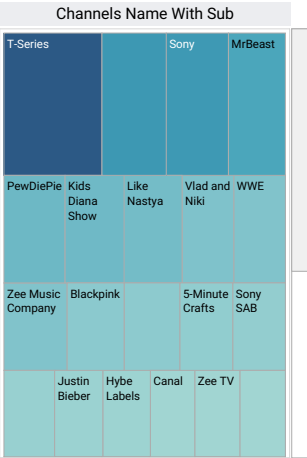 Channels Name With Sub
T-Series
Sony
MrBeast
PewDiePie
Kids
Diana
Show
Like
Nastya
Vlad and
Niki
WWE
Zee Music
Company
Blackpink
5-Minute
Crafts
Sony
SAB
Justin
Bieber
Hybe
Labels
Canal
Zee TV